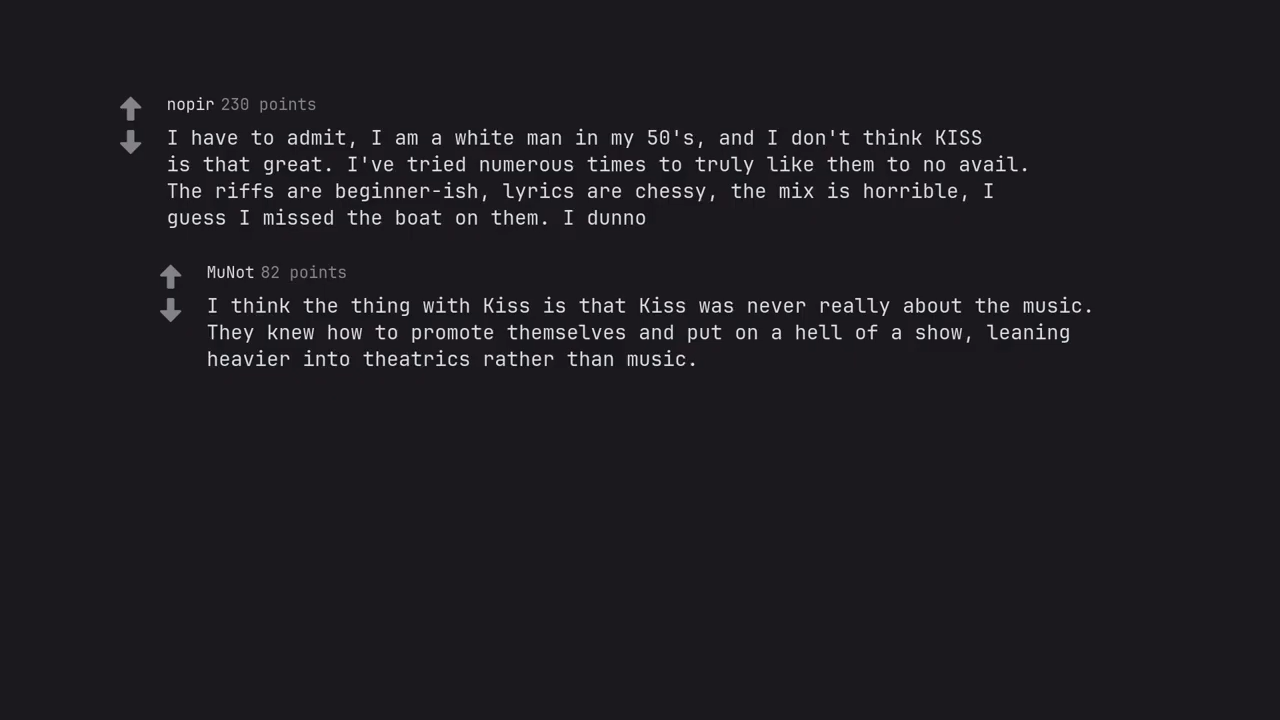 nopir 230 points
I have to admit, I am a white man in my 50's, and I don't think KISS
is that great. I've tried numerous times to truly like them to no avail.
The riffs are beginner-ish, lyrics are chessy, the mix is horrible, I
guess I missed the boat on them. I dunno
MuNot 82 points
I think the thing with Kiss is that Kiss was never really about the music.
They knew how to promote themselves and put on a hell of a show, leaning
heavier into theatrics rather than music.